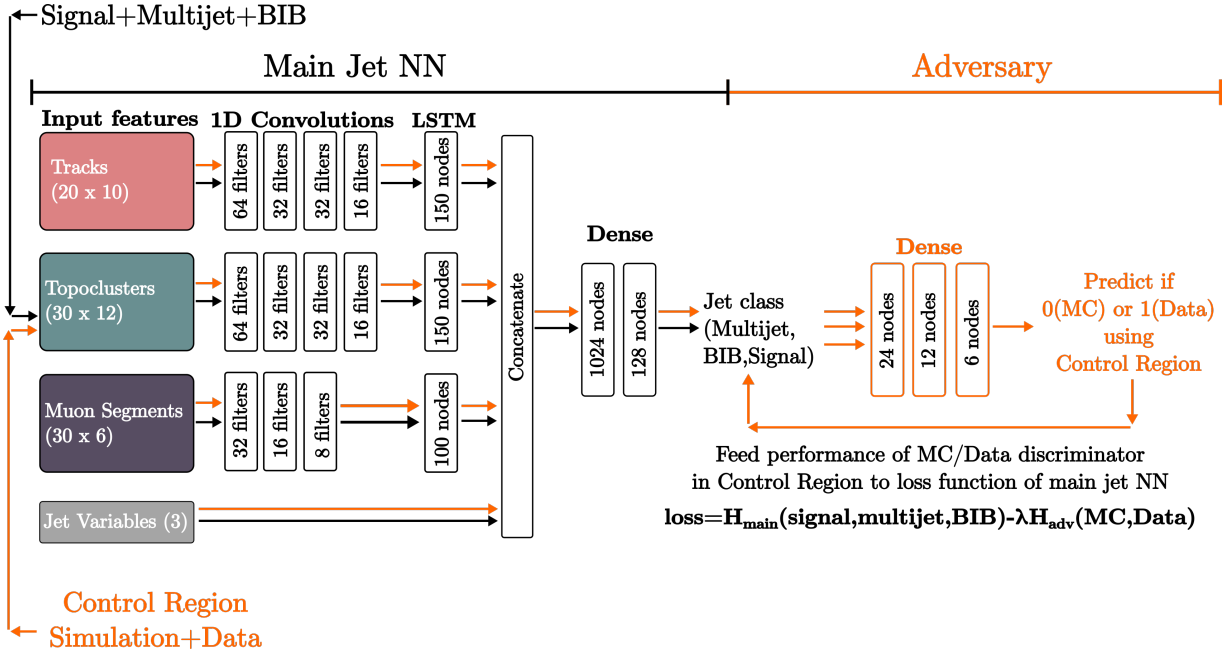 Signal+Multijet+BIB
Main Jet NN
Adversary
Input features
1D Convolutions
LSTM
Tracks
(20 x 10)
64 filters
32 filters
32 filters
16 filters
150 nodes
Topoclusters
(30 x 12)
64 filters
32 filters
32 filters
16 filters
150 nodes
Muon Segments
(30 x 6)
32 filters
16 filters
8 filters
100 nodes
Jet Variables (3)
Concatenate
Dense
1024 nodes
128 nodes
Jet class
(Multijet,
BIB,Signal)
Dense
24 nodes
12 nodes
6 nodes
Predict if
0(MC) or 1(Data)
using
Control Region
Feed performance of MC/Data discriminator
in Control Region to loss function of main jet NN
loss=H_main(signal,multijet,BIB)-λH_adv(MC,Data)
Control Region
Simulation+Data